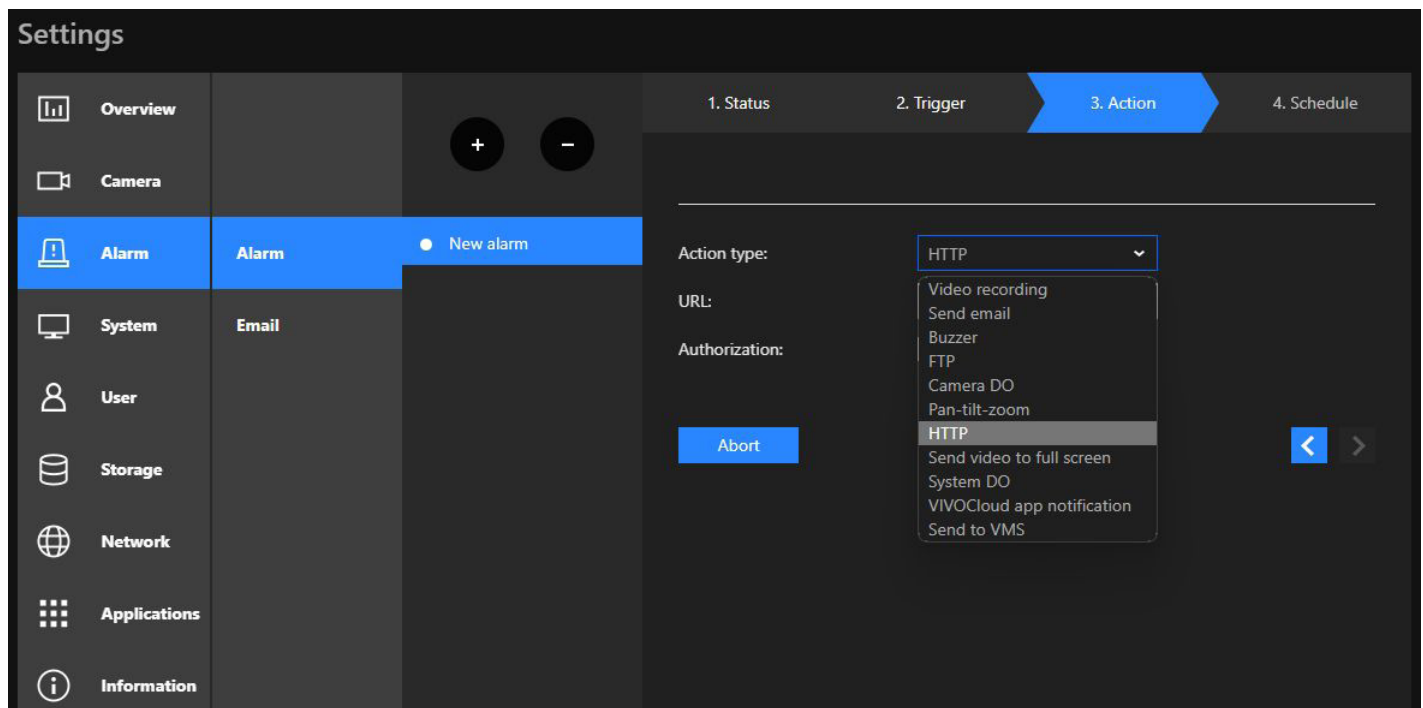 Settings
Overview
Camera
Alarm
System
User
Storage
Network
Applications
Information
Alarm
Email
+ −
New alarm
1. Status 2. Trigger 3. Action 4. Schedule
Action type: HTTP
URL:
Authorization:
Video recording
Send email
Buzzer
FTP
Camera DO
Pan-tilt-zoom
HTTP
Send video to full screen
System DO
VIVOCloud app notification
Send to VMS
Abort